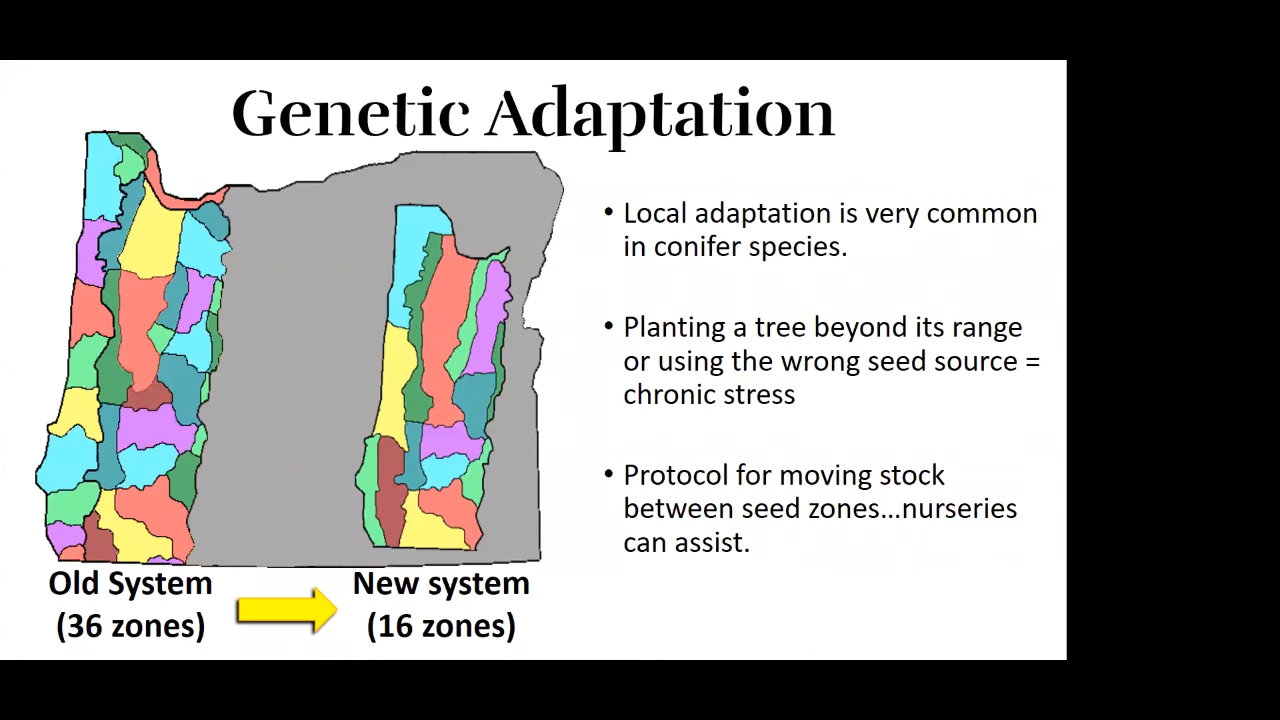 Genetic Adaptation
• Local adaptation is very common
in conifer species.
• Planting a tree beyond its range
or using the wrong seed source =
chronic stress
• Protocol for moving stock
between seed zones...nurseries
can assist.
Old System
(36 zones)
New system
(16 zones)